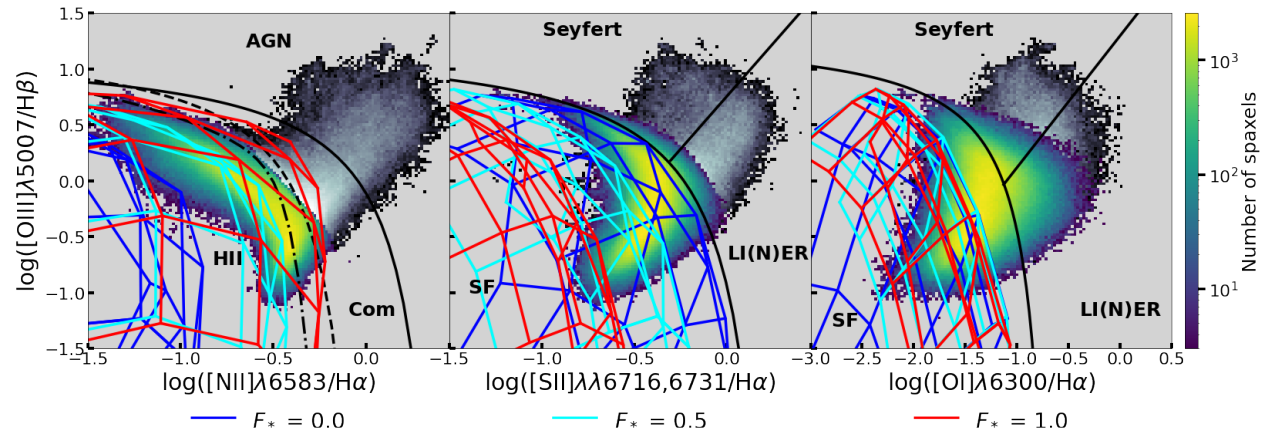 AGN
HII
Com
Seyfert
SF
LI(N)ER
Seyfert
SF
LI(N)ER
1.5
1.0
0.5
0.0
−0.5
−1.0
−1.5
log([OIII]λ5007/Hβ)
−1.5 −1.0 −0.5 0.0
−1.5 −1.0 −0.5 0.0
−3.0 −2.5 −2.0 −1.5 −1.0 −0.5 0.0 0.5
log([NII]λ6583/Hα)
log([SII]λλ6716,6731/Hα)
log([OI]λ6300/Hα)
10³
10²
10¹
Number of spaxels
F* = 0.0
F* = 0.5
F* = 1.0